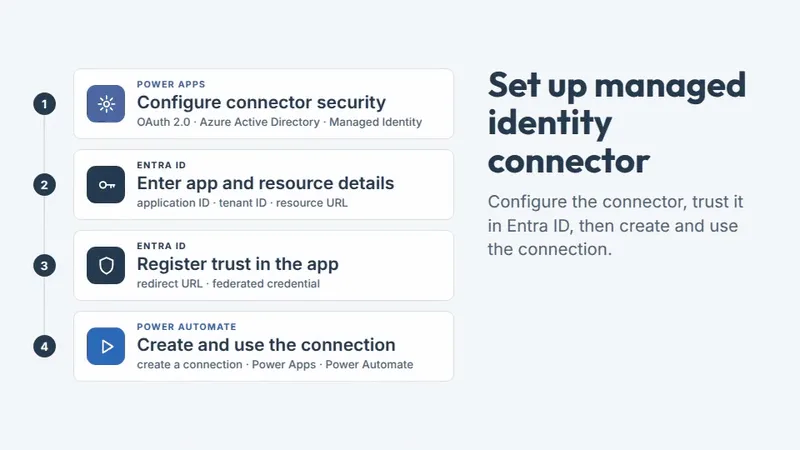 Set up managed
identity
connector
Configure the connector, trust it
in Entra ID, then create and use
the connection.
1
POWER APPS
Configure connector security
OAuth 2.0 · Azure Active Directory · Managed Identity
2
ENTRA ID
Enter app and resource details
application ID · tenant ID · resource URL
3
ENTRA ID
Register trust in the app
redirect URL · federated credential
4
POWER AUTOMATE
Create and use the connection
create a connection · Power Apps · Power Automate